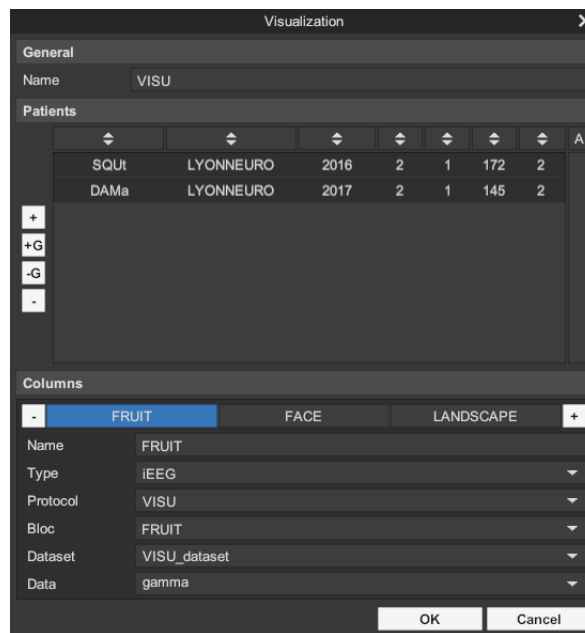 Visualization
General
Name VISU
Patients
A
SQUt LYONNEURO 2016 2 1 172 2
DAMa LYONNEURO 2017 2 1 145 2
+
+G
-G
-
Columns
- FRUIT FACE LANDSCAPE +
Name FRUIT
Type iEEG
Protocol VISU
Bloc FRUIT
Dataset VISU_dataset
Data gamma
OK Cancel